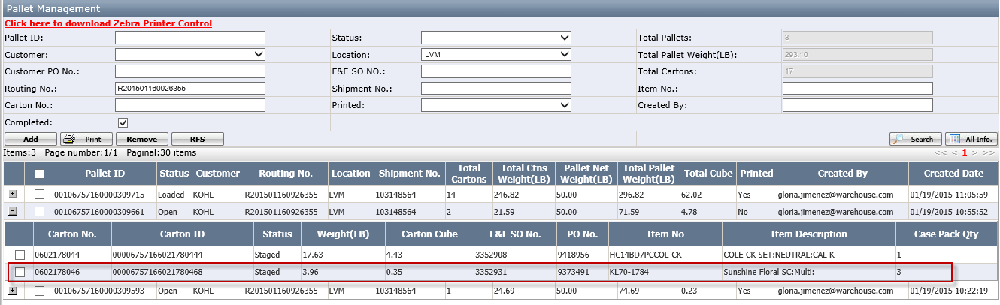 Pallet Management
Click here to download Zebra Printer Control
Pallet ID: Status: Total Pallets: 3
Customer: Location: LVM Total Pallet Weight(LB): 293.10
Customer PO No.: E&E SO NO.: Total Cartons: 17
Routing No.: R201501160926355 Shipment No.: Item No.:
Carton No.: Printed: Created By:
Completed:
Add Print Remove RFS Search All Info.
Items:3 Page number:1/1 Paginal:30 items << < 1 > >>
Pallet ID Status Customer Routing No. Location Shipment No. Total Cartons Total Ctns Weight(LB) Pallet Net Weight(LB) Total Pallet Weight(LB) Total Cube Printed Created By Created Date
00106757160000309715 Loaded KOHL R201501160926355 LVM 103148564 14 246.82 50.00 296.82 62.02 Yes gloria.jimenez@warehouse.com 01/19/2015 11:05:59
00106757160000309661 Open KOHL R201501160926355 LVM 103148564 2 21.59 50.00 71.59 4.78 No gloria.jimenez@warehouse.com 01/19/2015 10:55:52
Carton No. Carton ID Status Weight(LB) Carton Cube E&E SO No. PO No. Item No Item Description Case Pack Qty
0602178044 00006757166021780444 Staged 17.63 4.43 3352908 9418956 HC14BD7PCCOL-CK COLE CK SET:NEUTRAL:CAL K 1
0602178046 00006757166021780468 Staged 3.96 0.35 3352931 9373491 KL70-1784 Sunshine Floral SC:Multi: 3
00106757160000309593 Open KOHL R201501160926355 LVM 103148564 1 24.69 50.00 74.69 0.23 Yes gloria.jimenez@warehouse.com 01/19/2015 10:22:19